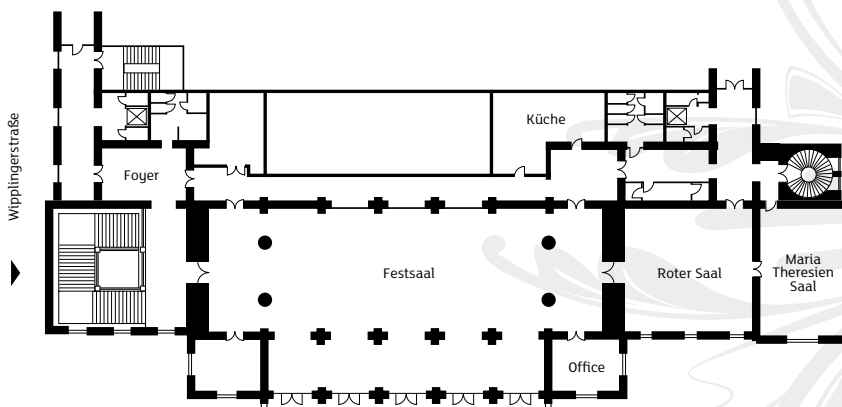 Wipplingerstraße
Küche
Foyer
Festsaal
Roter Saal
Maria
Theresien
Saal
Office